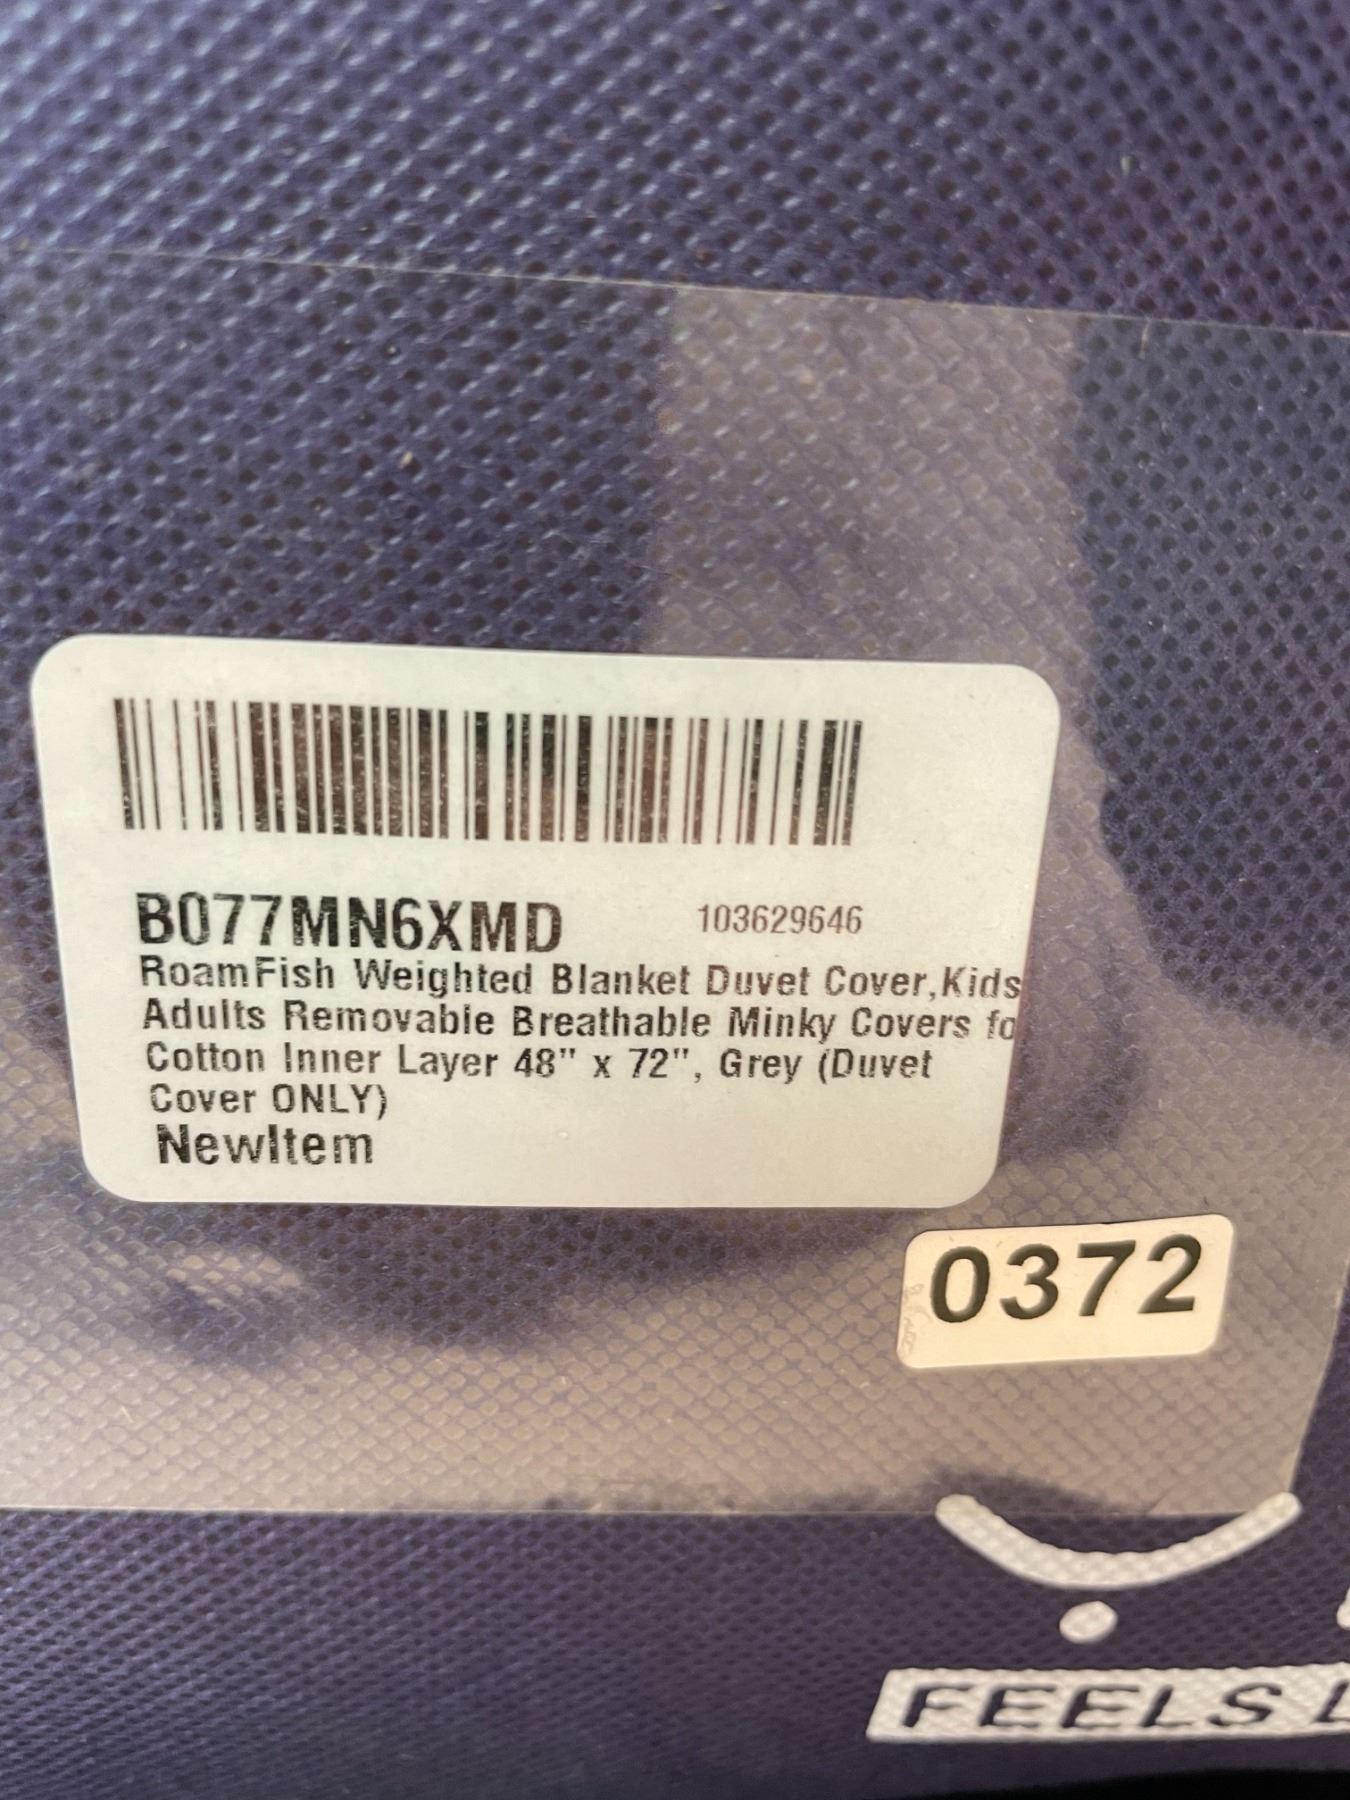 B077MN6XMD 103629646
RoamFish Weighted Blanket Duvet Cover,Kids
Adults Removable Breathable Minky Covers fo
Cotton Inner Layer 48" x 72", Grey (Duvet
Cover ONLY)
NewItem
0372
FEELS L